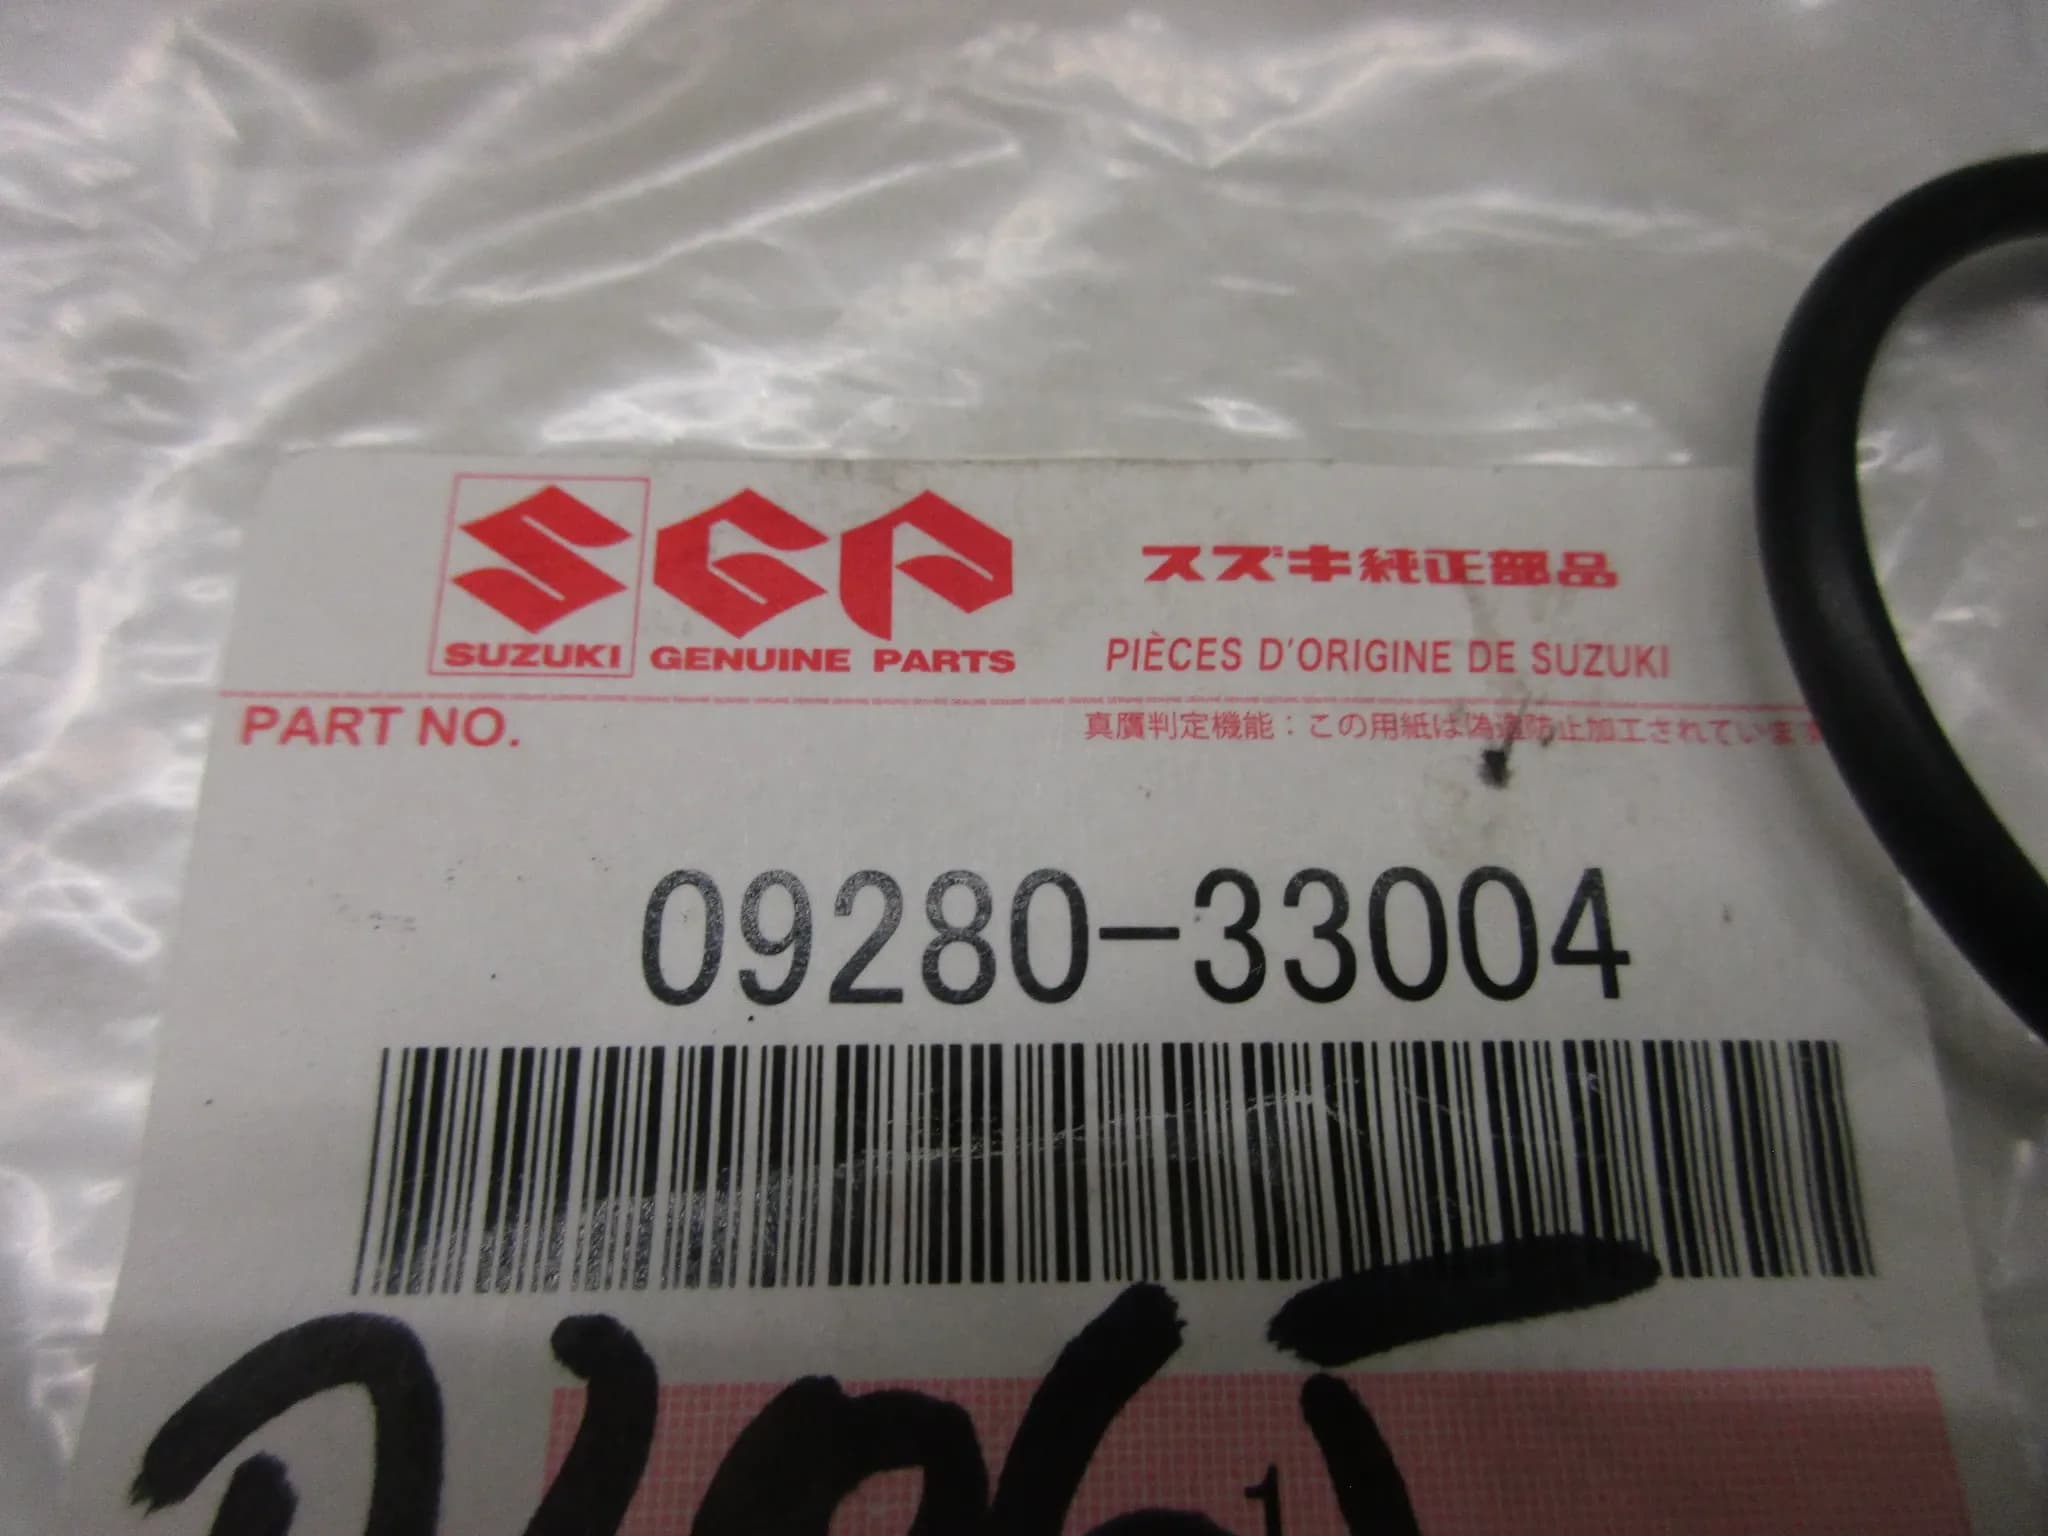 SGP
SUZUKI GENUINE PARTS
スズキ純正部品
PIÈCES D'ORIGINE DE SUZUKI
PART NO.
真贋判定機能：この用紙は偽造防止加工されています
09280-33004
1